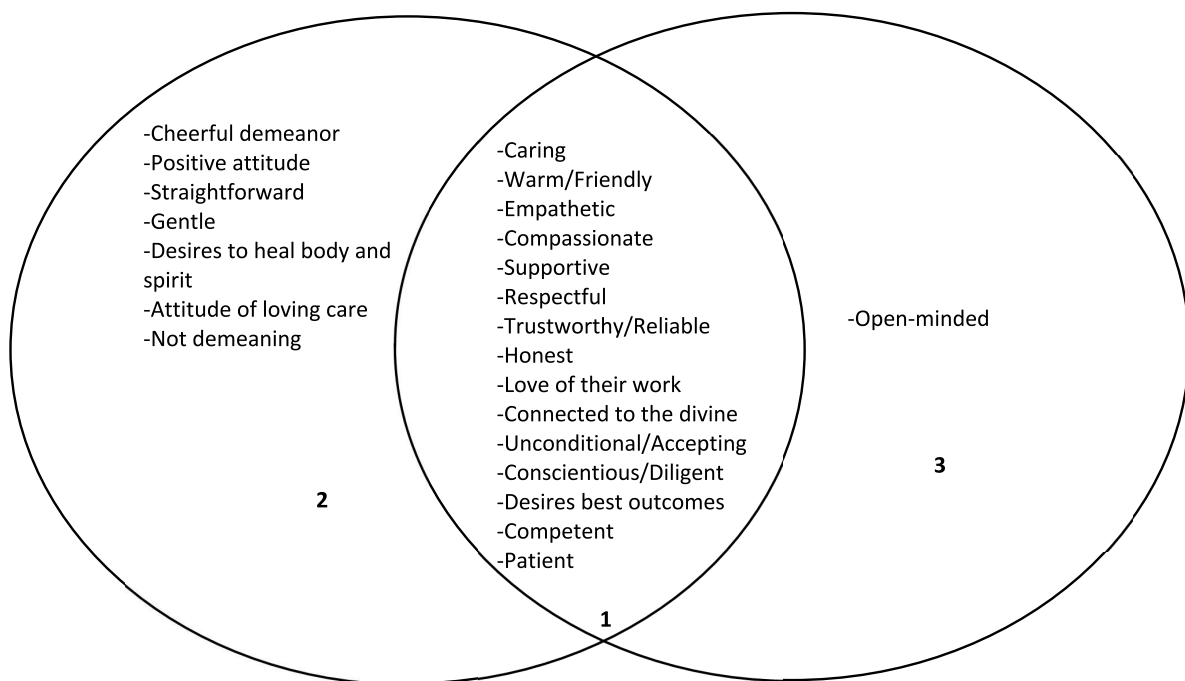 -Cheerful demeanor
-Positive attitude
-Straightforward
-Gentle
-Desires to heal body and
spirit
-Attitude of loving care
-Not demeaning
2
-Caring
-Warm/Friendly
-Empathetic
-Compassionate
-Supportive
-Respectful
-Trustworthy/Reliable
-Honest
-Love of their work
-Connected to the divine
-Unconditional/Accepting
-Conscientious/Diligent
-Desires best outcomes
-Competent
-Patient
1
-Open-minded
3